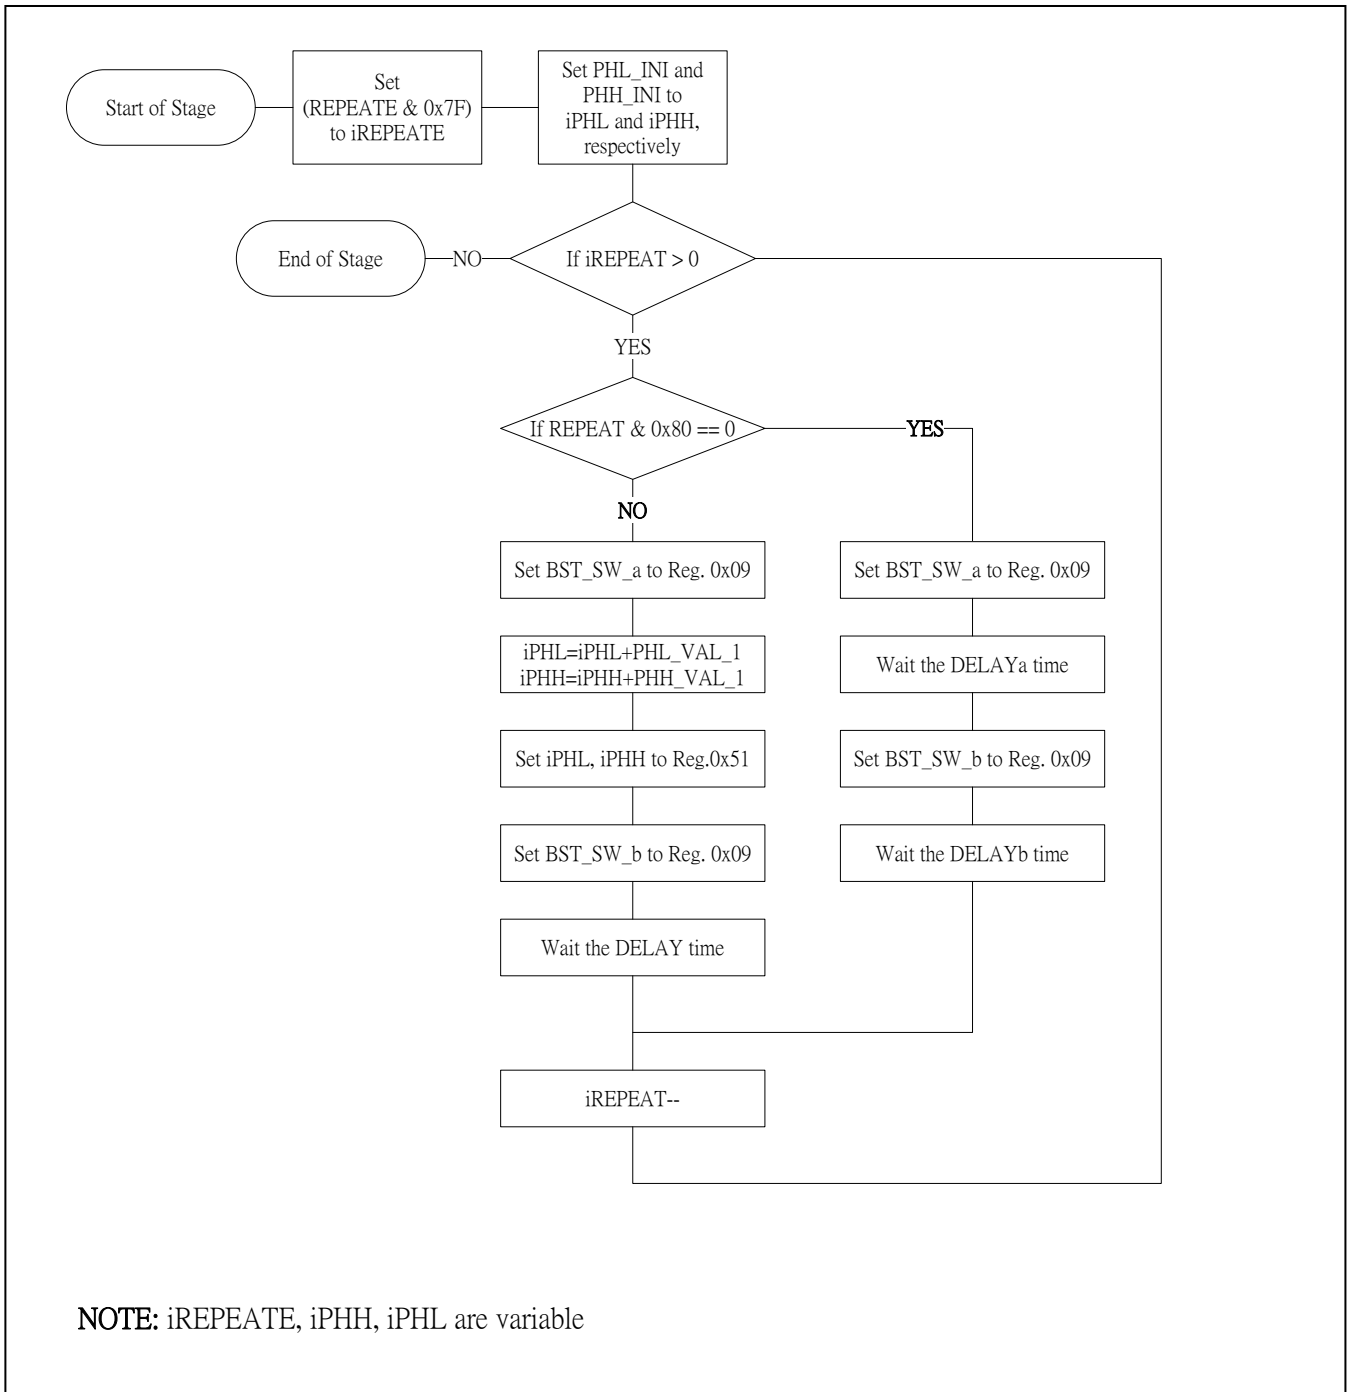 Start of Stage
Set
(REPEATE & 0x7F)
to iREPEATE
Set PHL_INI and
PHH_INI to
iPHL and iPHH,
respectively
End of Stage
NO
If iREPEAT > 0
YES
If REPEAT & 0x80 == 0
YES
NO
Set BST_SW_a to Reg. 0x09
Set BST_SW_a to Reg. 0x09
iPHL=iPHL+PHL_VAL_1
iPHH=iPHH+PHH_VAL_1
Wait the DELAYa time
Set iPHL, iPHH to Reg.0x51
Set BST_SW_b to Reg. 0x09
Set BST_SW_b to Reg. 0x09
Wait the DELAYb time
Wait the DELAY time
iREPEAT--
NOTE: iREPEATE, iPHH, iPHL are variable